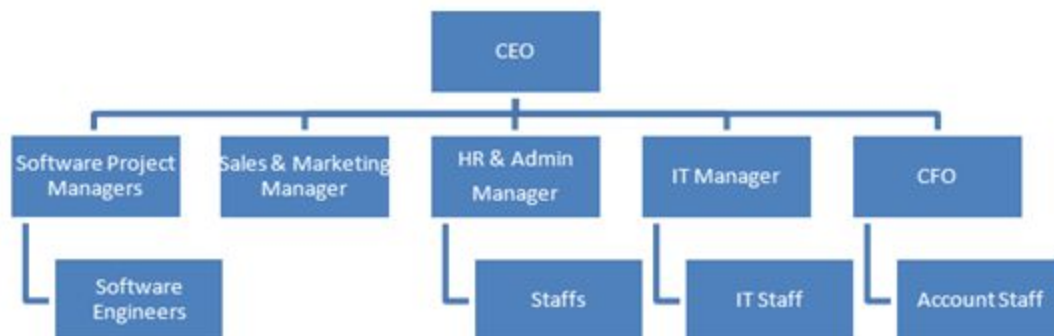 CEO
Software Project
Managers
Sales & Marketing
Manager
HR & Admin
Manager
IT Manager
CFO
Software
Engineers
Staffs
IT Staff
Account Staff